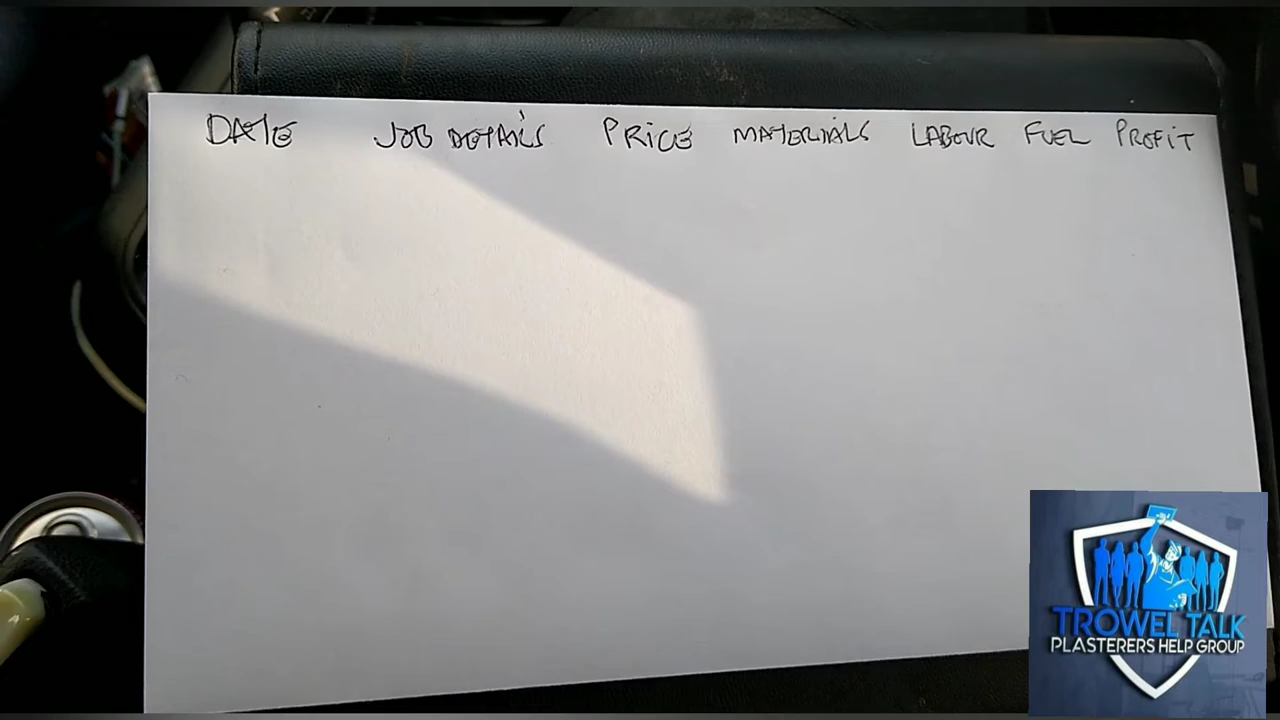 DATE JOB DETAILS PRICE MATERIALS LABOUR FUEL PROFIT
TROWEL TALK
PLASTERERS HELP GROUP